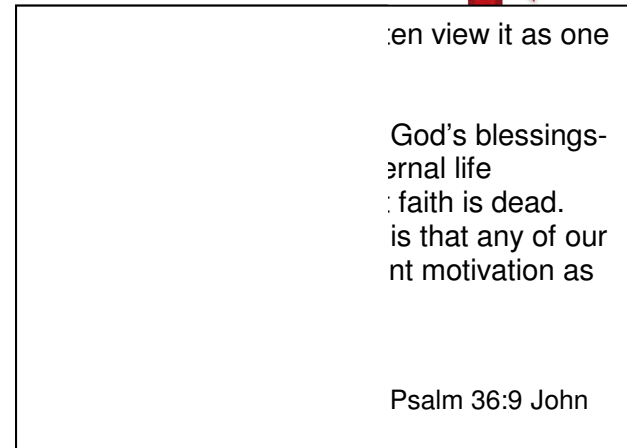 en view it as one
God's blessings-
ernal life
faith is dead.
is that any of our
nt motivation as
Psalm 36:9 John